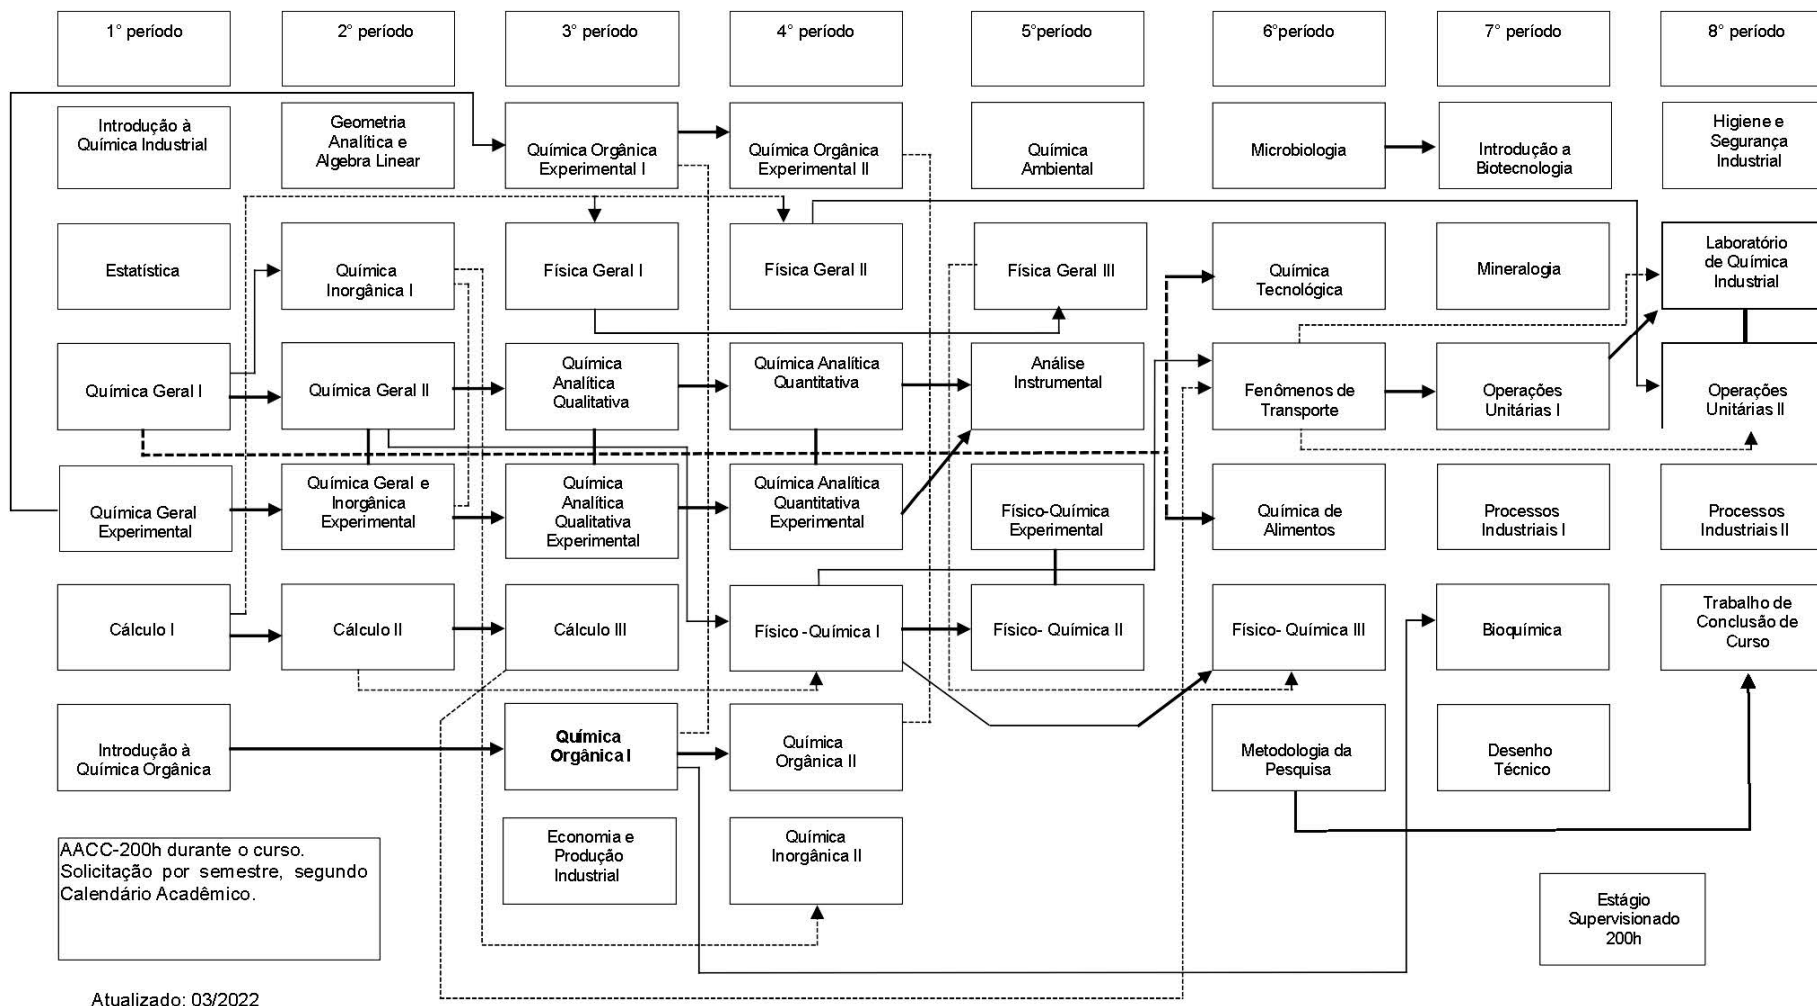 1° período
2° período
3° período
4° período
5°período
6°período
7° período
8° período
Introdução à
Química Industrial
Geometria
Analítica e
Algebra Linear
Química Orgânica
Experimental I
Química Orgânica
Experimental II
Química
Ambiental
Microbiologia
Introdução a
Biotecnologia
Higiene e
Segurança
Industrial
Estatística
Química
Inorgânica I
Física Geral I
Física Geral II
Física Geral III
Química
Tecnológica
Mineralogia
Laboratório
de Química
Industrial
Química Geral I
Química Geral II
Química
Analítica
Qualitativa
Química Analítica
Quantitativa
Análise
Instrumental
Fenômenos de
Transporte
Operações
Unitárias I
Operações
Unitárias II
Química Geral
Experimental
Química Geral e
Inorgânica
Experimental
Química
Analítica
Qualitativa
Experimental
Química Analítica
Quantitativa
Experimental
Físico-Química
Experimental
Química de
Alimentos
Processos
Industriais I
Processos
Industriais II
Cálculo I
Cálculo II
Cálculo III
Físico -Química I
Físico- Química II
Físico- Química III
Bioquímica
Trabalho de
Conclusão de
Curso
Introdução à
Química Orgânica
Química
Orgânica I
Química
Orgânica II
Metodologia da
Pesquisa
Desenho
Técnico
Economia e
Produção
Industrial
Química
Inorgânica II
AACC-200h durante o curso.
Solicitação por semestre, segundo
Calendário Acadêmico.
Estágio
Supervisionado
200h
Atualizado: 03/2022